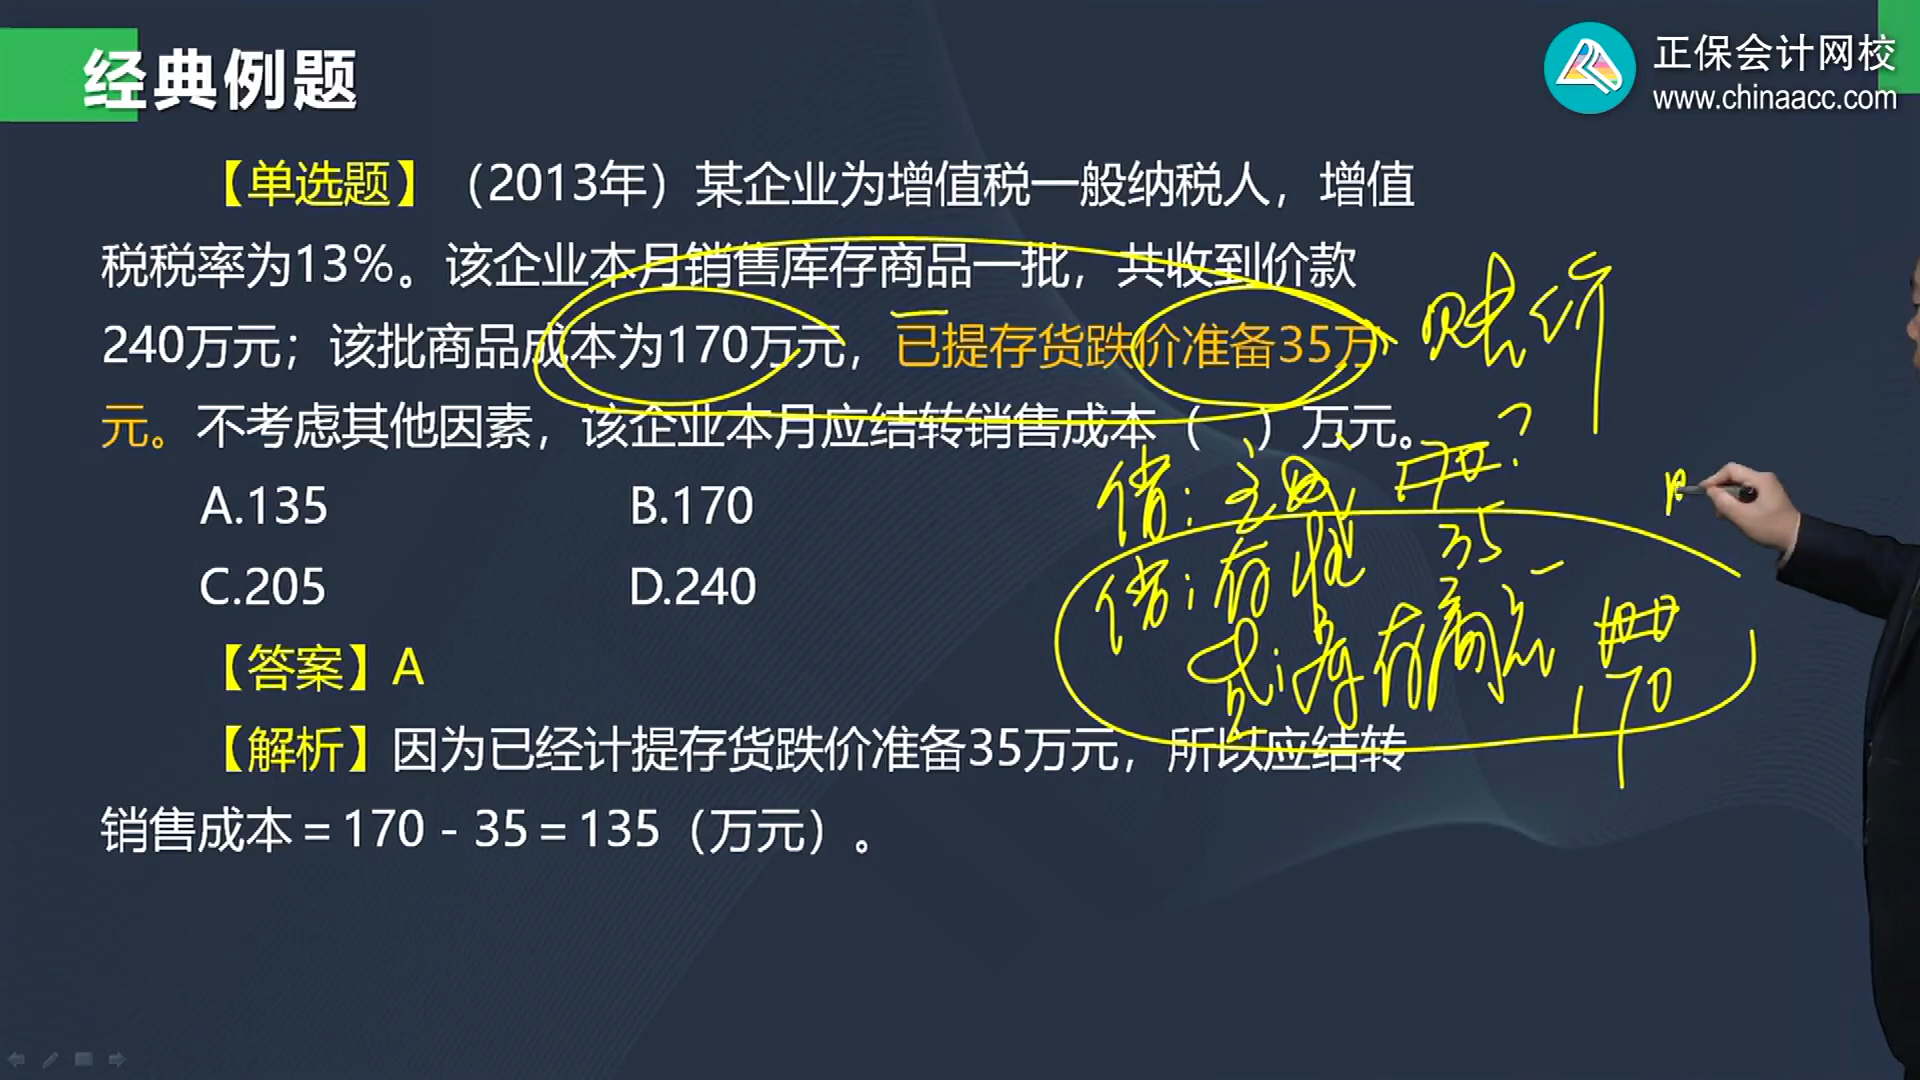 经典例题
正保会计网校
www.chinaacc.com
【单选题】（2013年）某企业为增值税一般纳税人，增值
税税率为13%。该企业本月销售库存商品一批，共收到价款
240万元；该批商品成本为170万元，已提存货跌价准备35万
元。不考虑其他因素，该企业本月应结转销售成本（ ）万元。
账价
?
借：主
35
借：存
贷：库存商品
170
A.135 B.170
C.205 D.240
【答案】A
【解析】因为已经计提存货跌价准备35万元，所以应结转
销售成本＝170－35＝135（万元）。